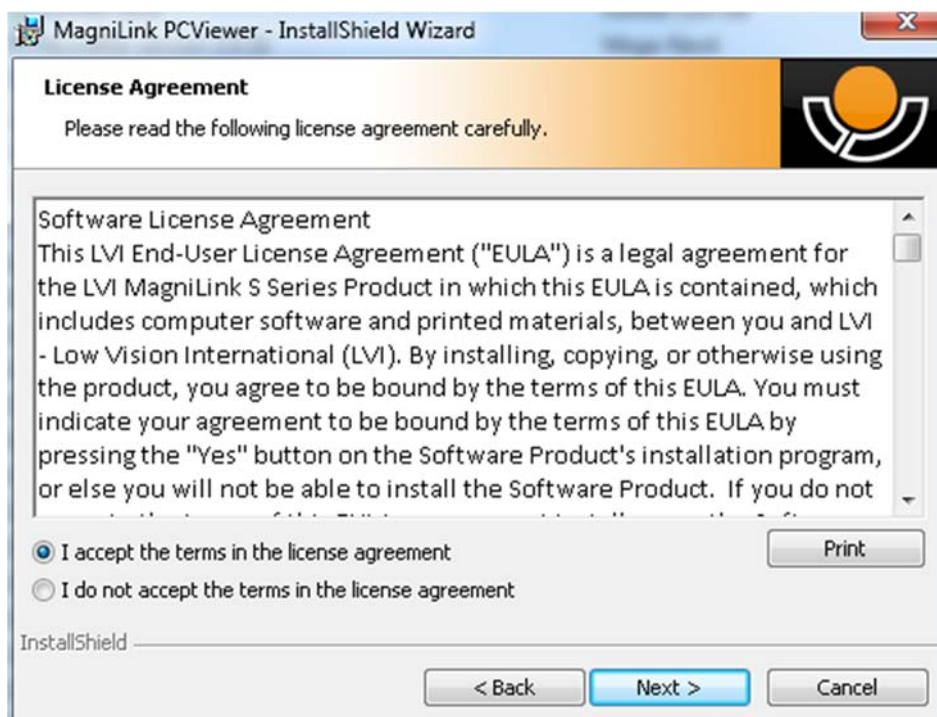 MagniLink PCViewer - InstallShield Wizard
License Agreement
Please read the following license agreement carefully.
Software License Agreement
This LVI End-User License Agreement ("EULA") is a legal agreement for
the LVI MagniLink S Series Product in which this EULA is contained, which
includes computer software and printed materials, between you and LVI
- Low Vision International (LVI). By installing, copying, or otherwise using
the product, you agree to be bound by the terms of this EULA. You must
indicate your agreement to be bound by the terms of this EULA by
pressing the "Yes" button on the Software Product's installation program,
or else you will not be able to install the Software Product.  If you do not
I accept the terms in the license agreement
Print
I do not accept the terms in the license agreement
InstallShield
< Back
Next >
Cancel